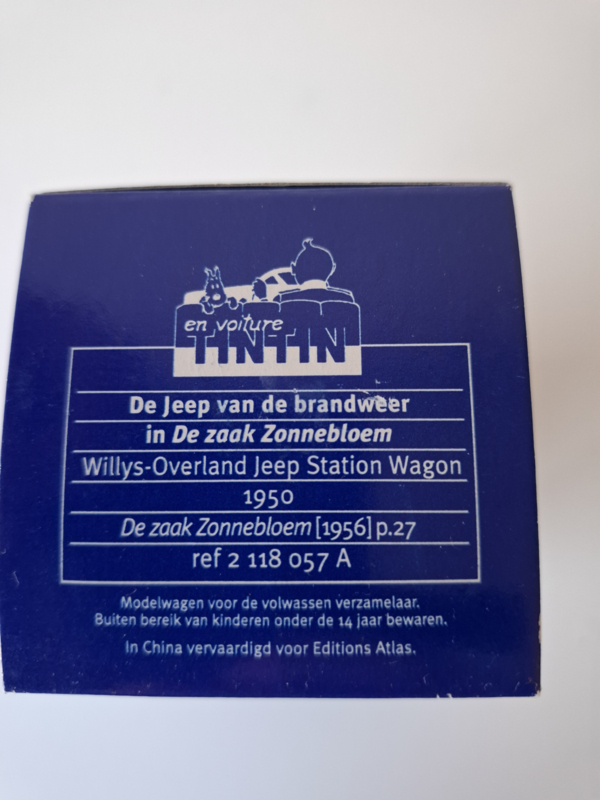 en voiture
TINTIN
De Jeep van de brandweer
in De zaak Zonnebloem
Willys-Overland Jeep Station Wagon
1950
De zaak Zonnebloem [1956] p.27
ref 2 118 057 A
Modelwagen voor de volwassen verzamelaar.
Buiten bereik van kinderen onder de 14 jaar bewaren.
In China vervaardigd voor Editions Atlas.